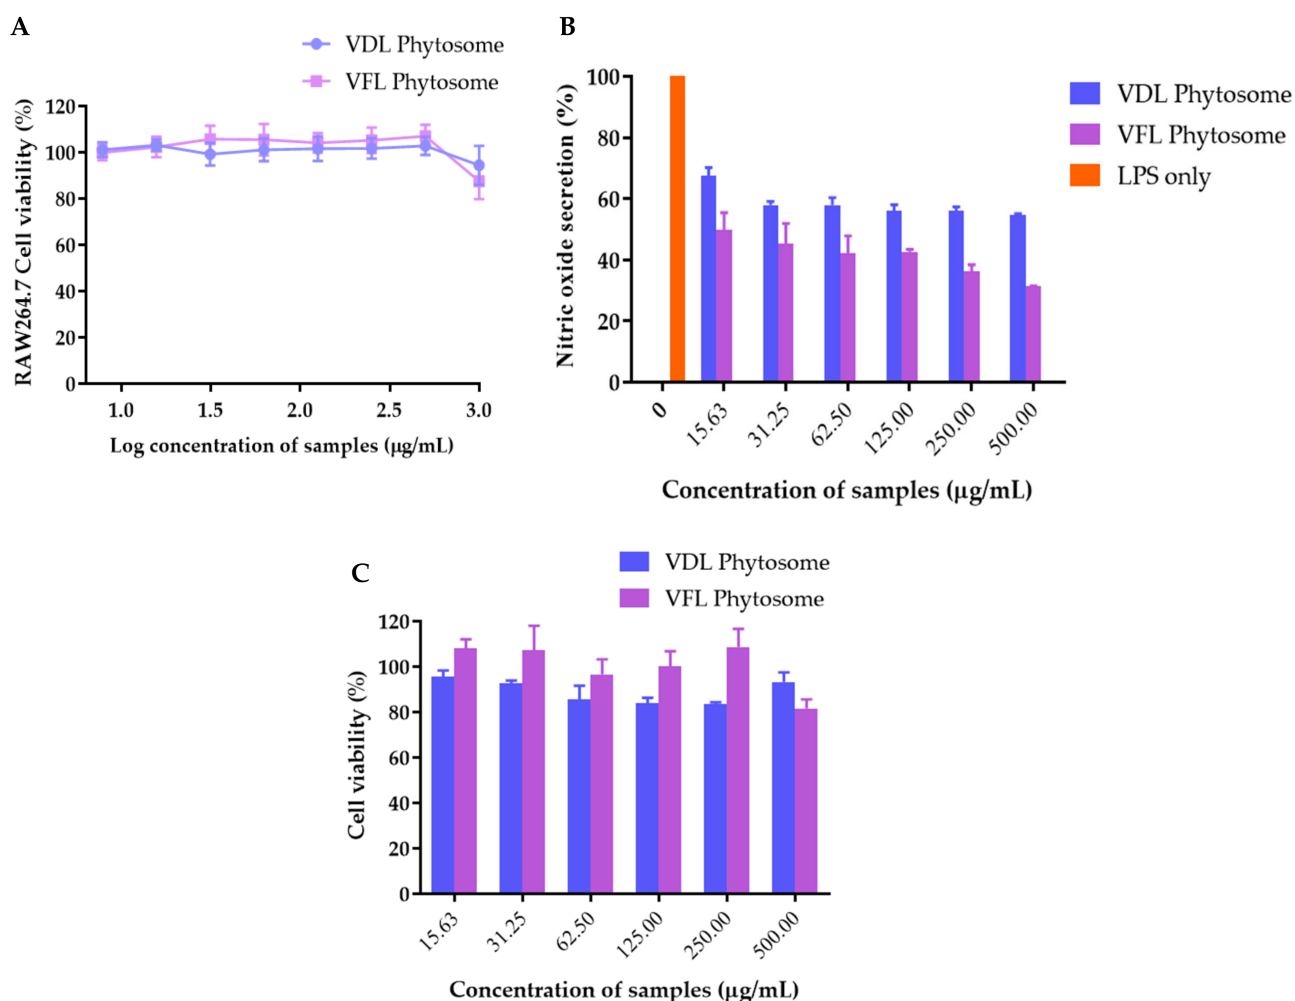 A
VDL Phytosome
VFL Phytosome
RAW264.7 Cell viability (%)
120
100
80
60
40
20
0
1.0 1.5 2.0 2.5 3.0
Log concentration of samples (µg/mL)
B
VDL Phytosome
VFL Phytosome
LPS only
Nitric oxide secretion (%)
100
80
60
40
20
0
0 15.63 31.25 62.50 125.00 250.00 500.00
Concentration of samples (µg/mL)
C
VDL Phytosome
VFL Phytosome
Cell viability (%)
120
100
80
60
40
20
0
15.63 31.25 62.50 125.00 250.00 500.00
Concentration of samples (µg/mL)